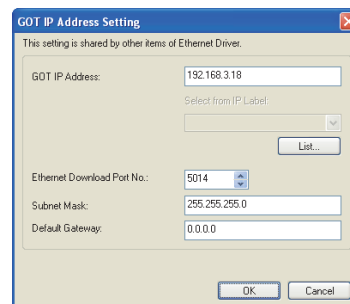 GOT IP Address Setting
This setting is shared by other items of Ethernet Driver.
GOT IP Address: 192.168.3.18
Select from IP Label:
List...
Ethernet Download Port No.: 5014
Subnet Mask: 255.255.255.0
Default Gateway: 0.0.0.0
OK Cancel